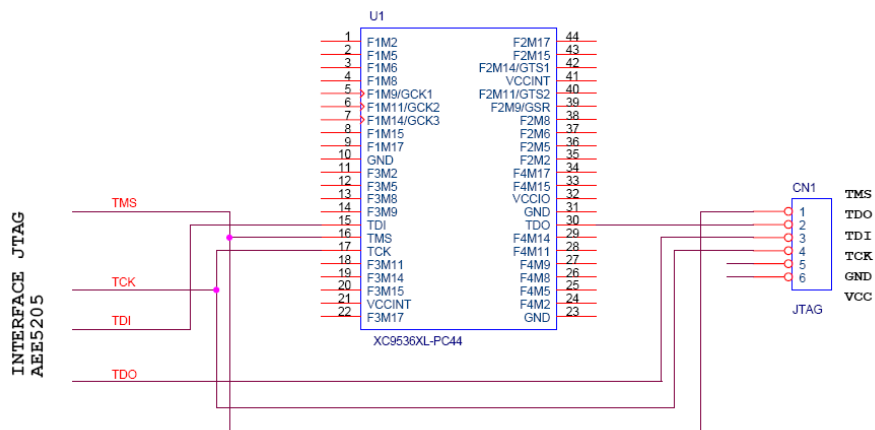 U1
1 F1M2 F2M17 44
2 F1M5 F2M15 43
3 F1M6 F2M14/GTS1 42
4 F1M8 VCCINT 41
5 F1M9/GCK1 F2M11/GTS2 40
6 F1M11/GCK2 F2M9/GSR 39
7 F1M14/GCK3 F2M8 38
8 F1M15 F2M6 37
9 F1M17 F2M5 36
10 GND F2M2 35
11 F3M2 F4M17 34
12 F3M5 F4M15 33
13 F3M8 VCCIO 32
14 F3M9 GND 31
15 TDI TDO 30
16 TMS F4M14 29
17 TCK F4M11 28
18 F3M11 F4M9 27
19 F3M14 F4M8 26
20 F3M15 F4M5 25
21 VCCINT F4M2 24
22 F3M17 GND 23
XC9536XL-PC44
INTERFACE JTAG
AEE5205
TMS
TCK
TDI
TDO
CN1
1 TMS
2 TDO
3 TDI
4 TCK
5 GND
6 VCC
JTAG